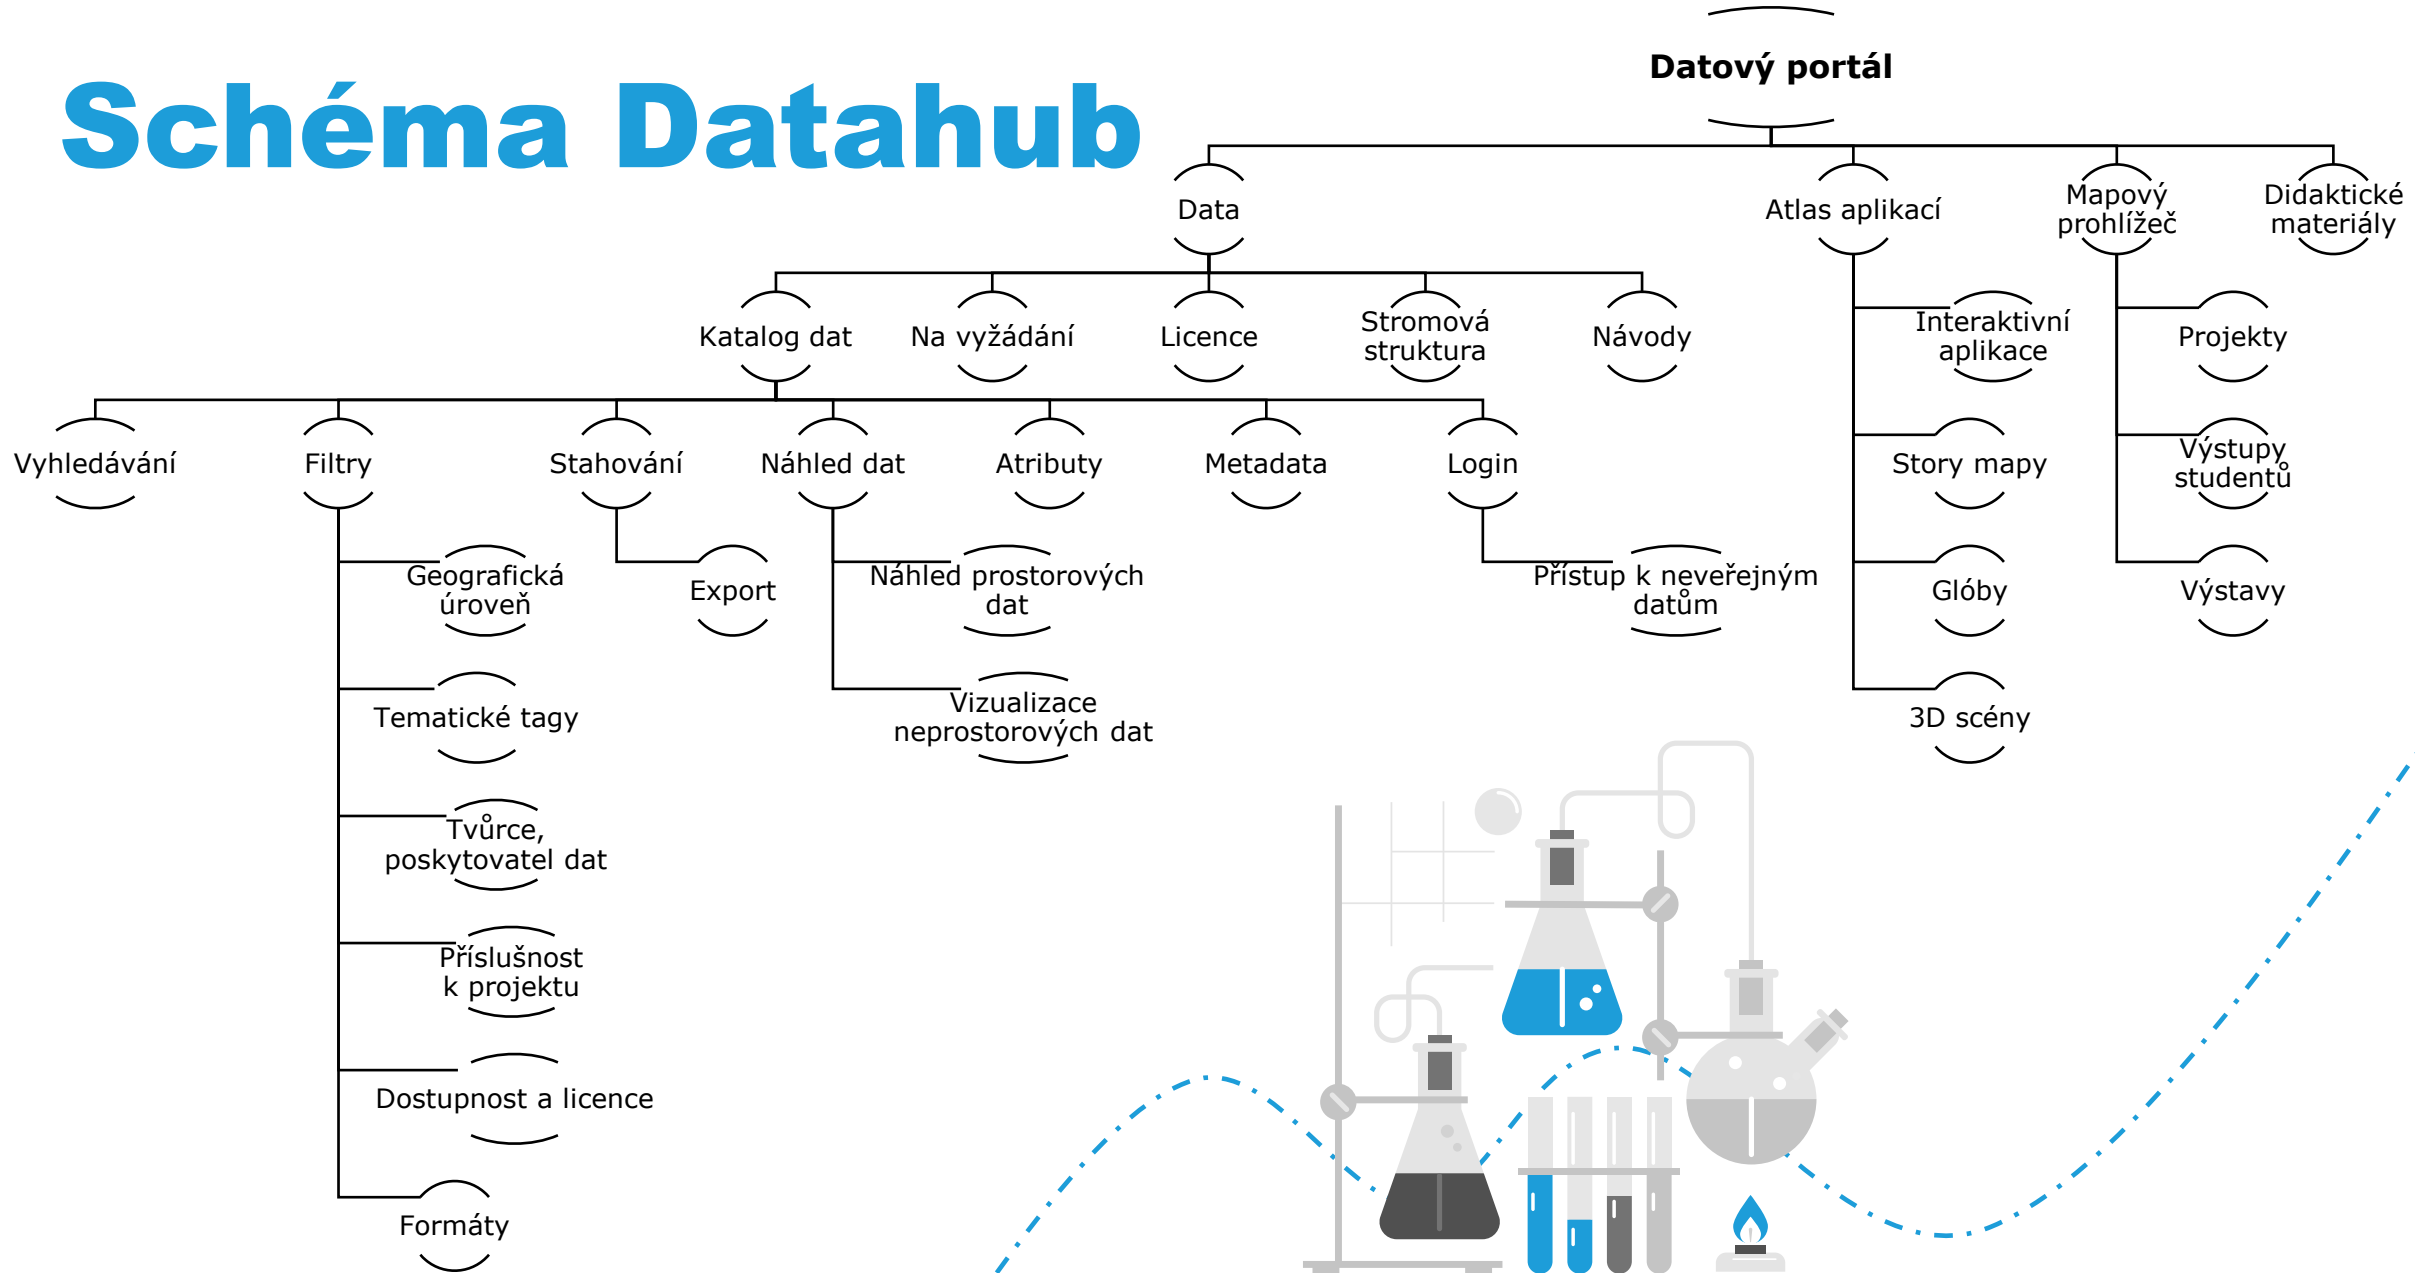 Schéma Datahub
Datový portál
Data
Atlas aplikací
Mapový
prohlížeč
Didaktické
materiály
Katalog dat
Na vyžádání
Licence
Stromová
struktura
Návody
Interaktivní
aplikace
Projekty
Vyhledávání
Filtry
Stahování
Náhled dat
Atributy
Metadata
Login
Story mapy
Výstupy
studentů
Geografická
úroveň
Export
Náhled prostorových
dat
Přístup k neveřejným
datům
Glóby
Výstavy
Tematické tagy
Vizualizace
neprostorových dat
3D scény
Tvůrce,
poskytovatel dat
Příslušnost
k projektu
Dostupnost a licence
Formáty